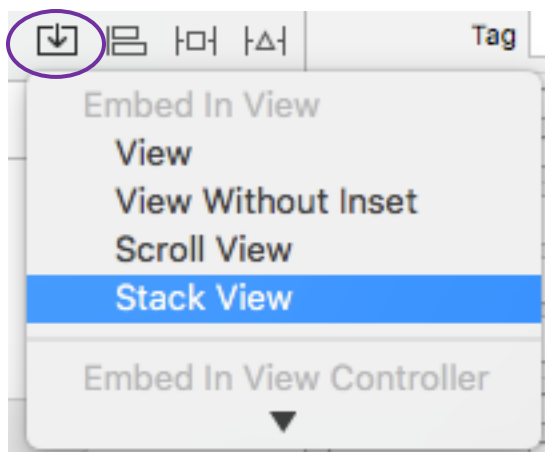 Tag
Embed In View
View
View Without Inset
Scroll View
Stack View
Embed In View Controller